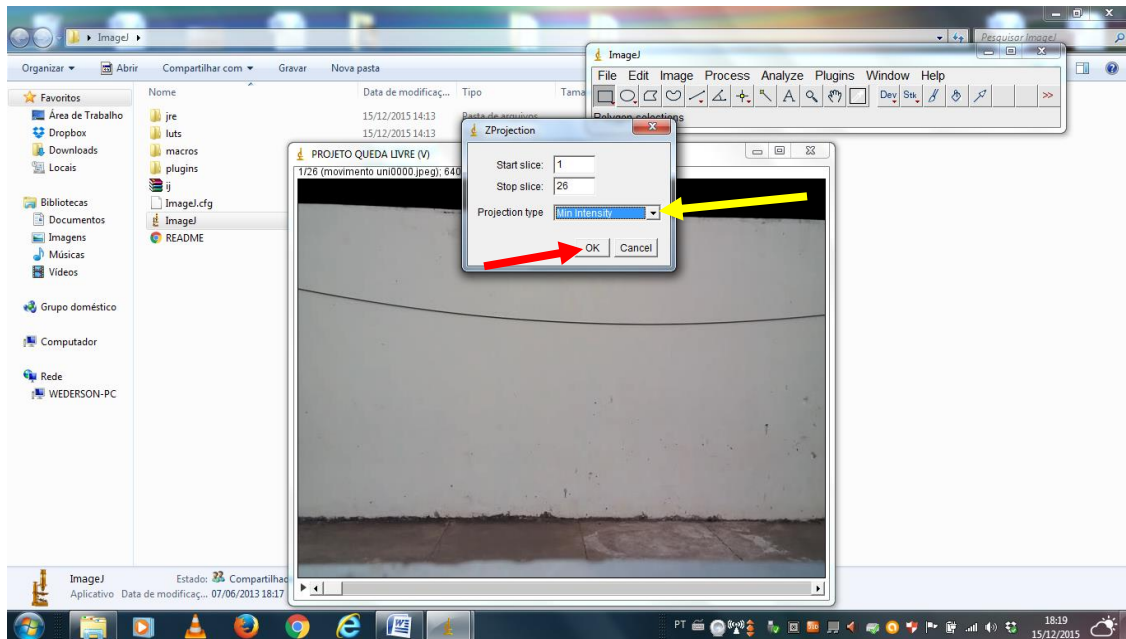 ImageJ
Pesquisar ImageJ
Organizar
Abrir
Compartilhar com
Gravar
Nova pasta
Favoritos
Área de Trabalho
Dropbox
Downloads
Locais
Bibliotecas
Documentos
Imagens
Músicas
Vídeos
Grupo doméstico
Computador
Rede
WEDERSON-PC
Nome
Data de modificaç...
Tipo
jre
15/12/2015 14:13
Pasta de arquivos
luts
15/12/2015 14:13
macros
plugins
ij
ImageJ.cfg
ImageJ
README
ImageJ
File Edit Image Process Analyze Plugins Window Help
A
Dev
Stk
>>
Polygon selections
PROJETO QUEDA LIVRE (V)
1/26 (movimento uni0000.jpeg); 640
ZProjection
Start slice: 1
Stop slice: 26
Projection type Min Intensity
OK
Cancel
ImageJ
Estado: Compartilhad
Aplicativo
Data de modificaç... 07/06/2013 18:17
PT
18:19
15/12/2015